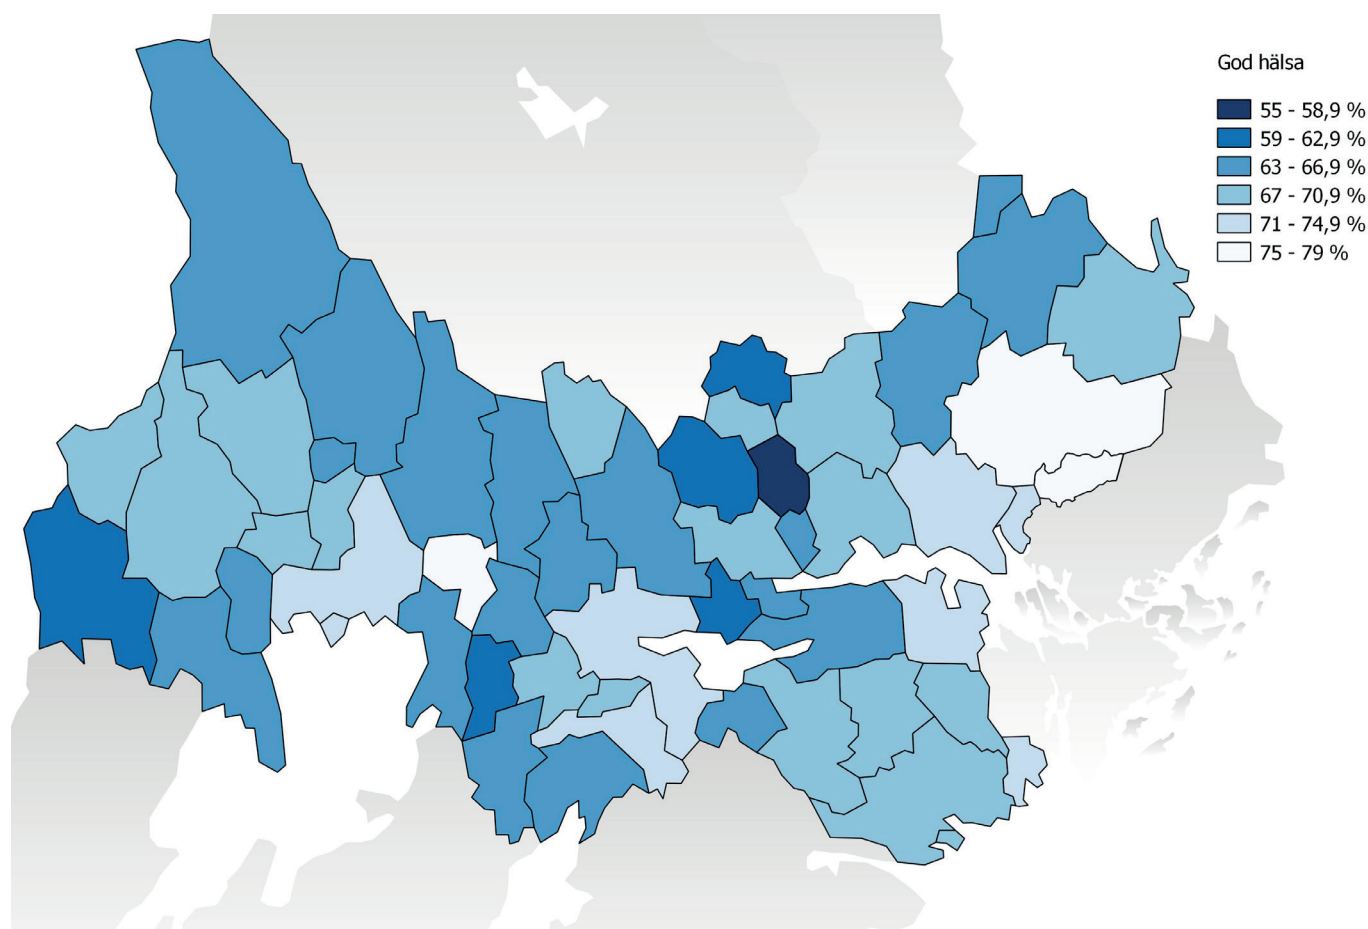 God hälsa
55 - 58,9 %
59 - 62,9 %
63 - 66,9 %
67 - 70,9 %
71 - 74,9 %
75 - 79 %